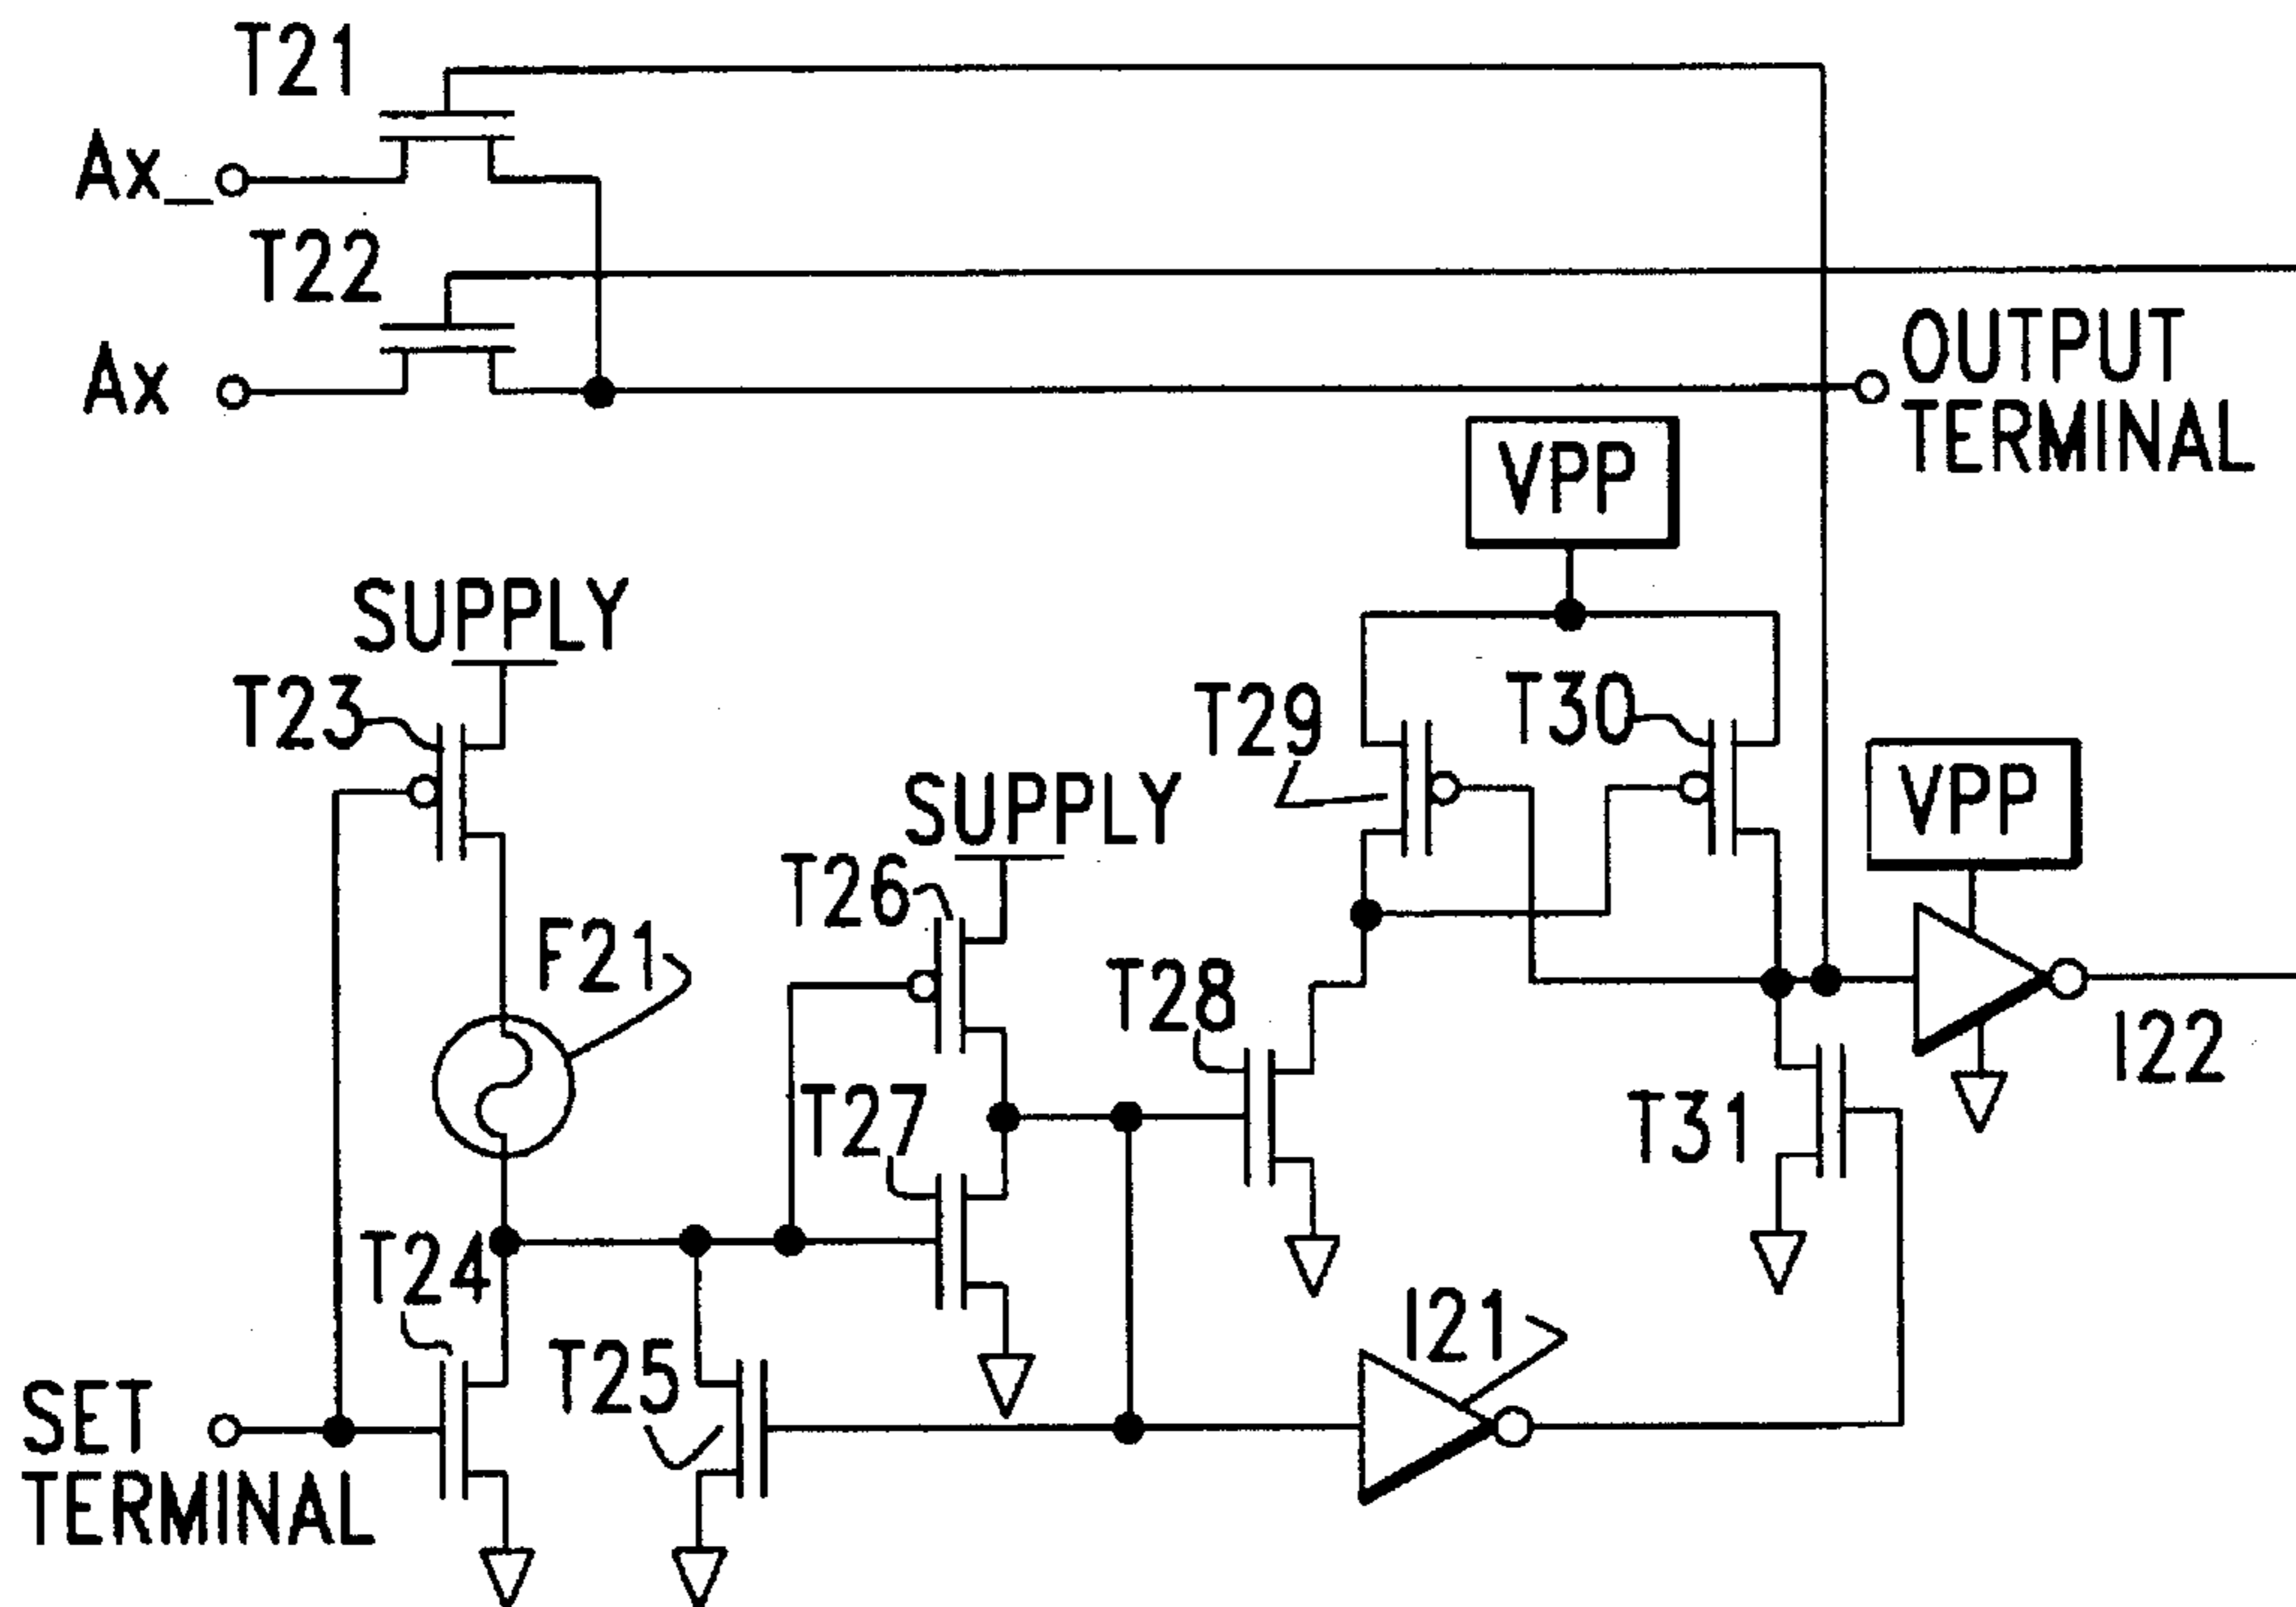 T21
Ax_
T22
Ax
OUTPUT
TERMINAL
VPP
SUPPLY
T23
T29
T30
VPP
SUPPLY
T26
F21
T28
I22
T27
T31
T24
I21
T25
SET
TERMINAL